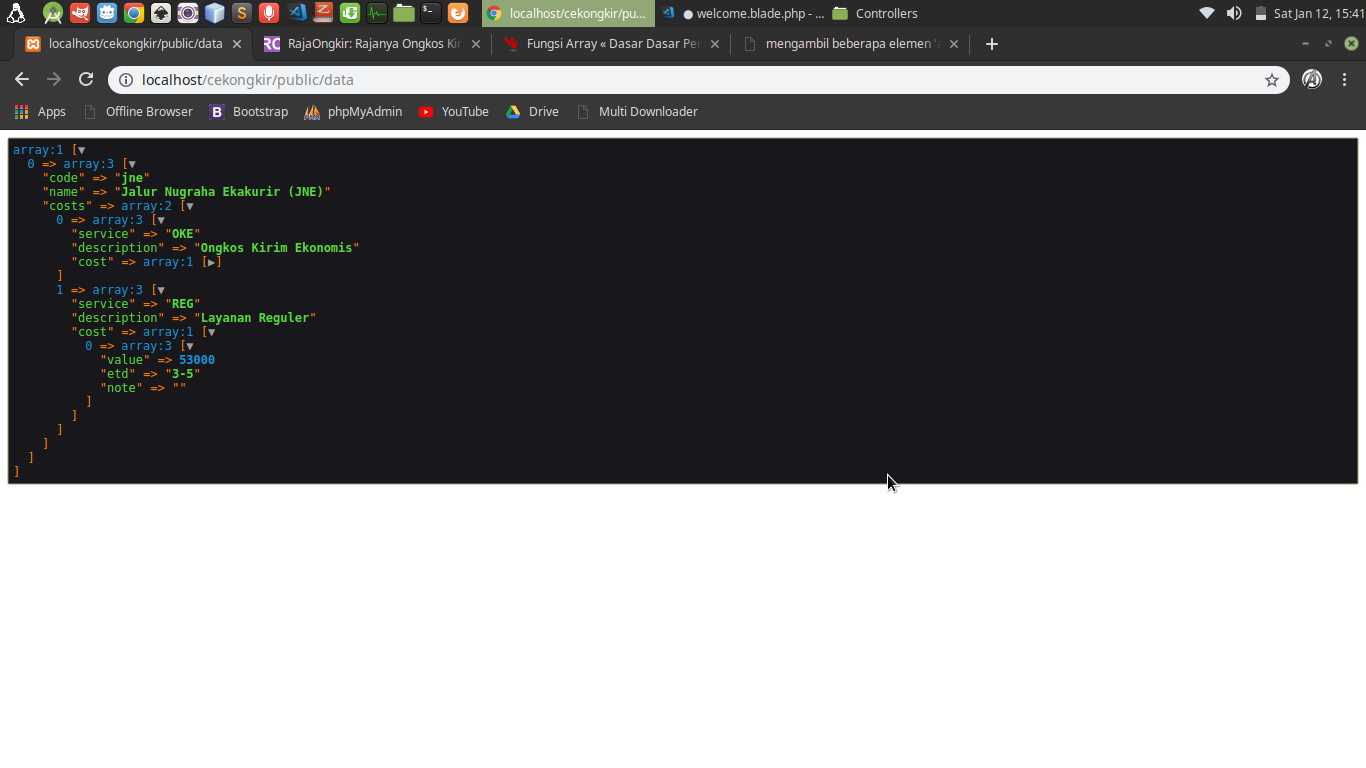 localhost/cekongkir/pu...
● welcome.blade.php - ...
Controllers
Sat Jan 12, 15:41
localhost/cekongkir/public/data
RajaOngkir: Rajanya Ongkos Kir
Fungsi Array « Dasar Dasar Per
mengambil beberapa elemen
localhost/cekongkir/public/data
Apps
Offline Browser
Bootstrap
phpMyAdmin
YouTube
Drive
Multi Downloader
array:1 [▼
  0 => array:3 [▼
    "code" => "jne"
    "name" => "Jalur Nugraha Ekakurir (JNE)"
    "costs" => array:2 [▼
      0 => array:3 [▼
        "service" => "OKE"
        "description" => "Ongkos Kirim Ekonomis"
        "cost" => array:1 [▶]
      ]
      1 => array:3 [▼
        "service" => "REG"
        "description" => "Layanan Reguler"
        "cost" => array:1 [▼
          0 => array:3 [▼
            "value" => 53000
            "etd" => "3-5"
            "note" => ""
          ]
        ]
      ]
    ]
  ]
]